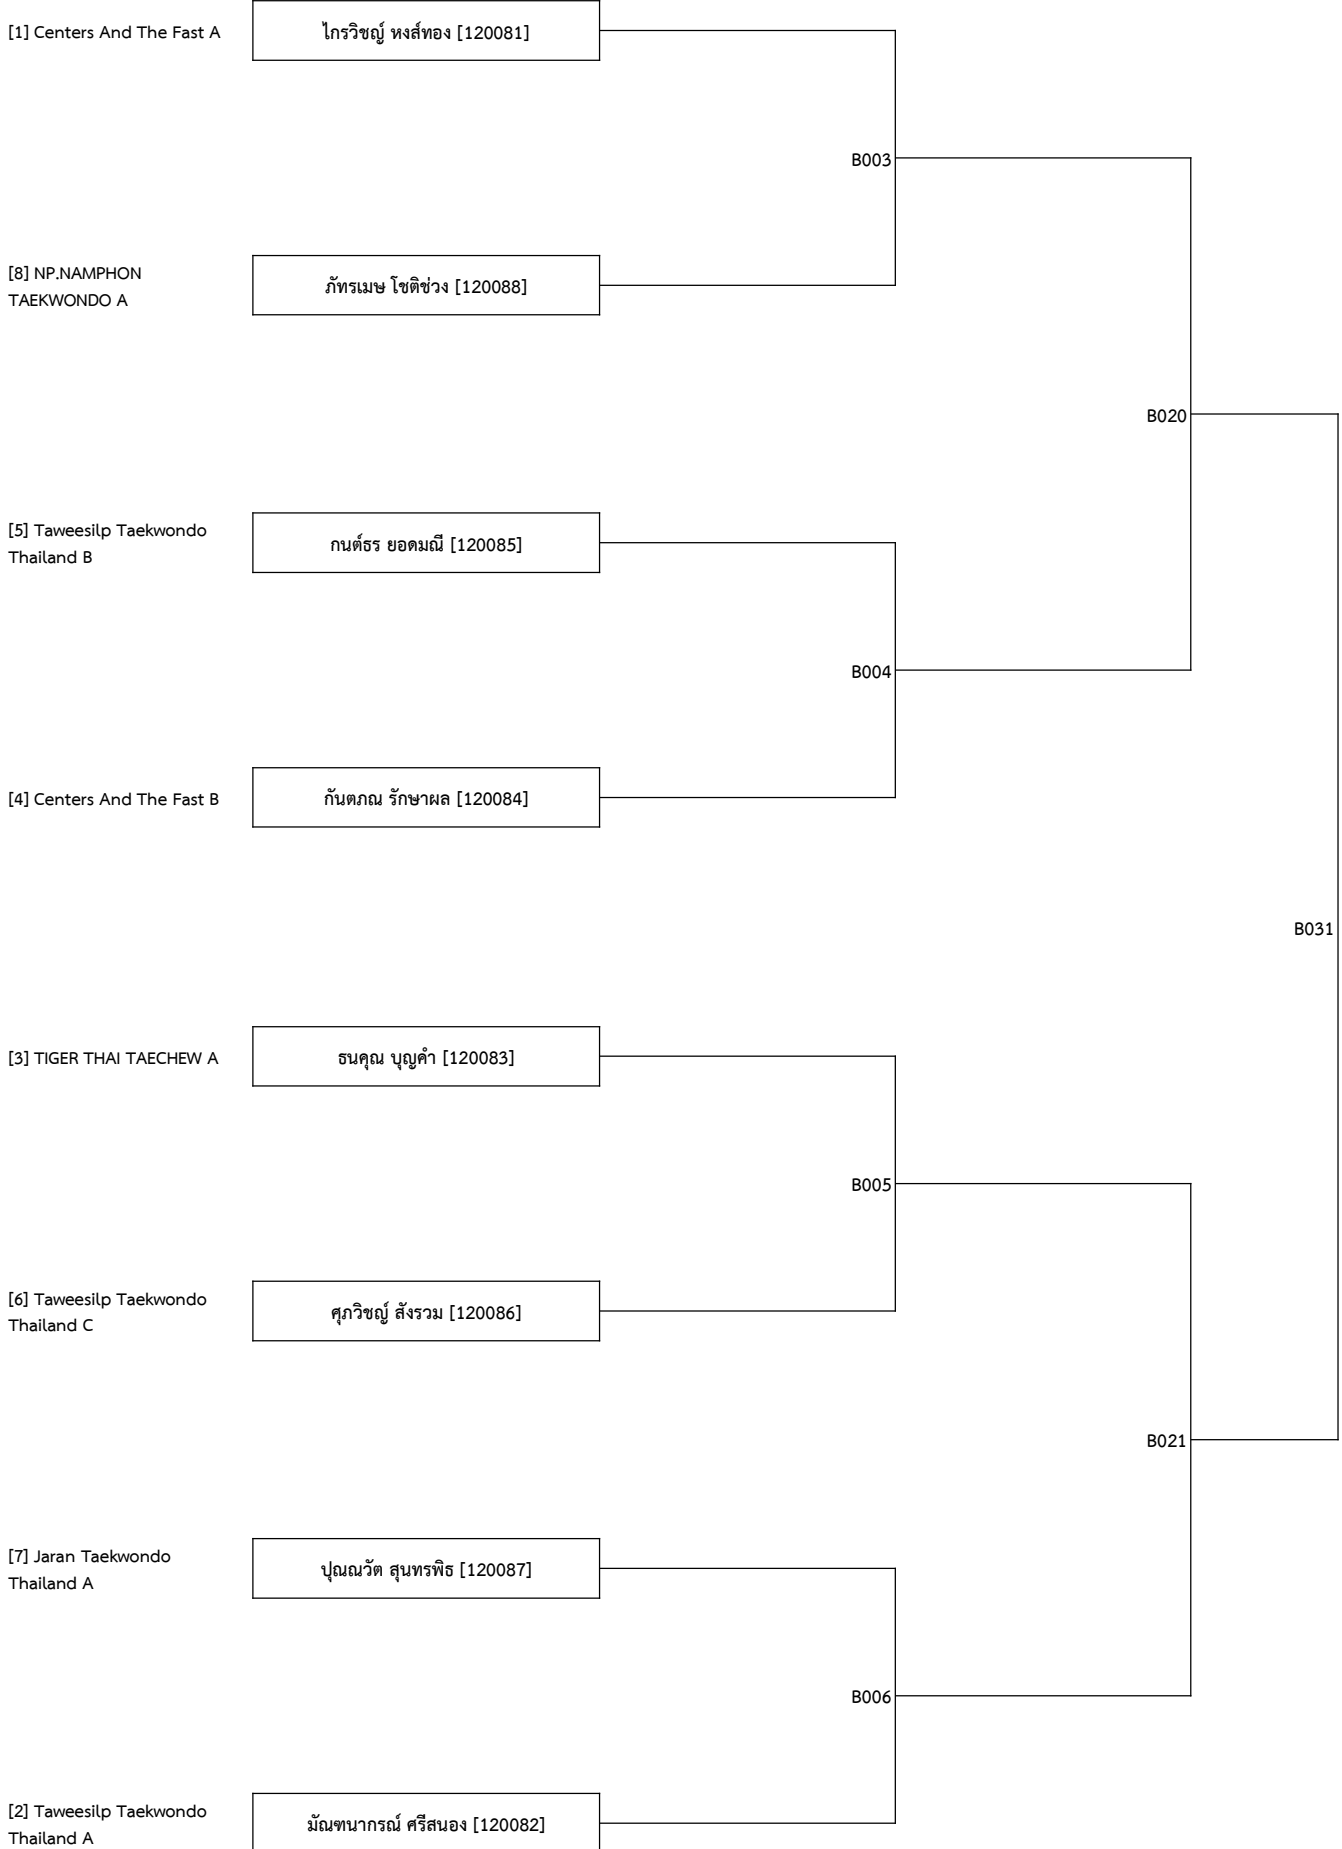 [1] Centers And The Fast A
ไกรวิชญ์ หงส์ทอง [120081]
B003
[8] NP.NAMPHON
TAEKWONDO A
ภัทรเมษ โชติช่วง [120088]
B020
[5] Taweesilp Taekwondo
Thailand B
กนต์ธร ยอดมณี [120085]
B004
[4] Centers And The Fast B
กันตภณ รักษาผล [120084]
B031
[3] TIGER THAI TAECHEW A
ธนคุณ บุญคำ [120083]
B005
[6] Taweesilp Taekwondo
Thailand C
ศุภวิชญ์ สังรวม [120086]
B021
[7] Jaran Taekwondo
Thailand A
ปุณณวัต สุนทรพิธ [120087]
B006
[2] Taweesilp Taekwondo
Thailand A
มัณฑนากรณ์ ศรีสนอง [120082]